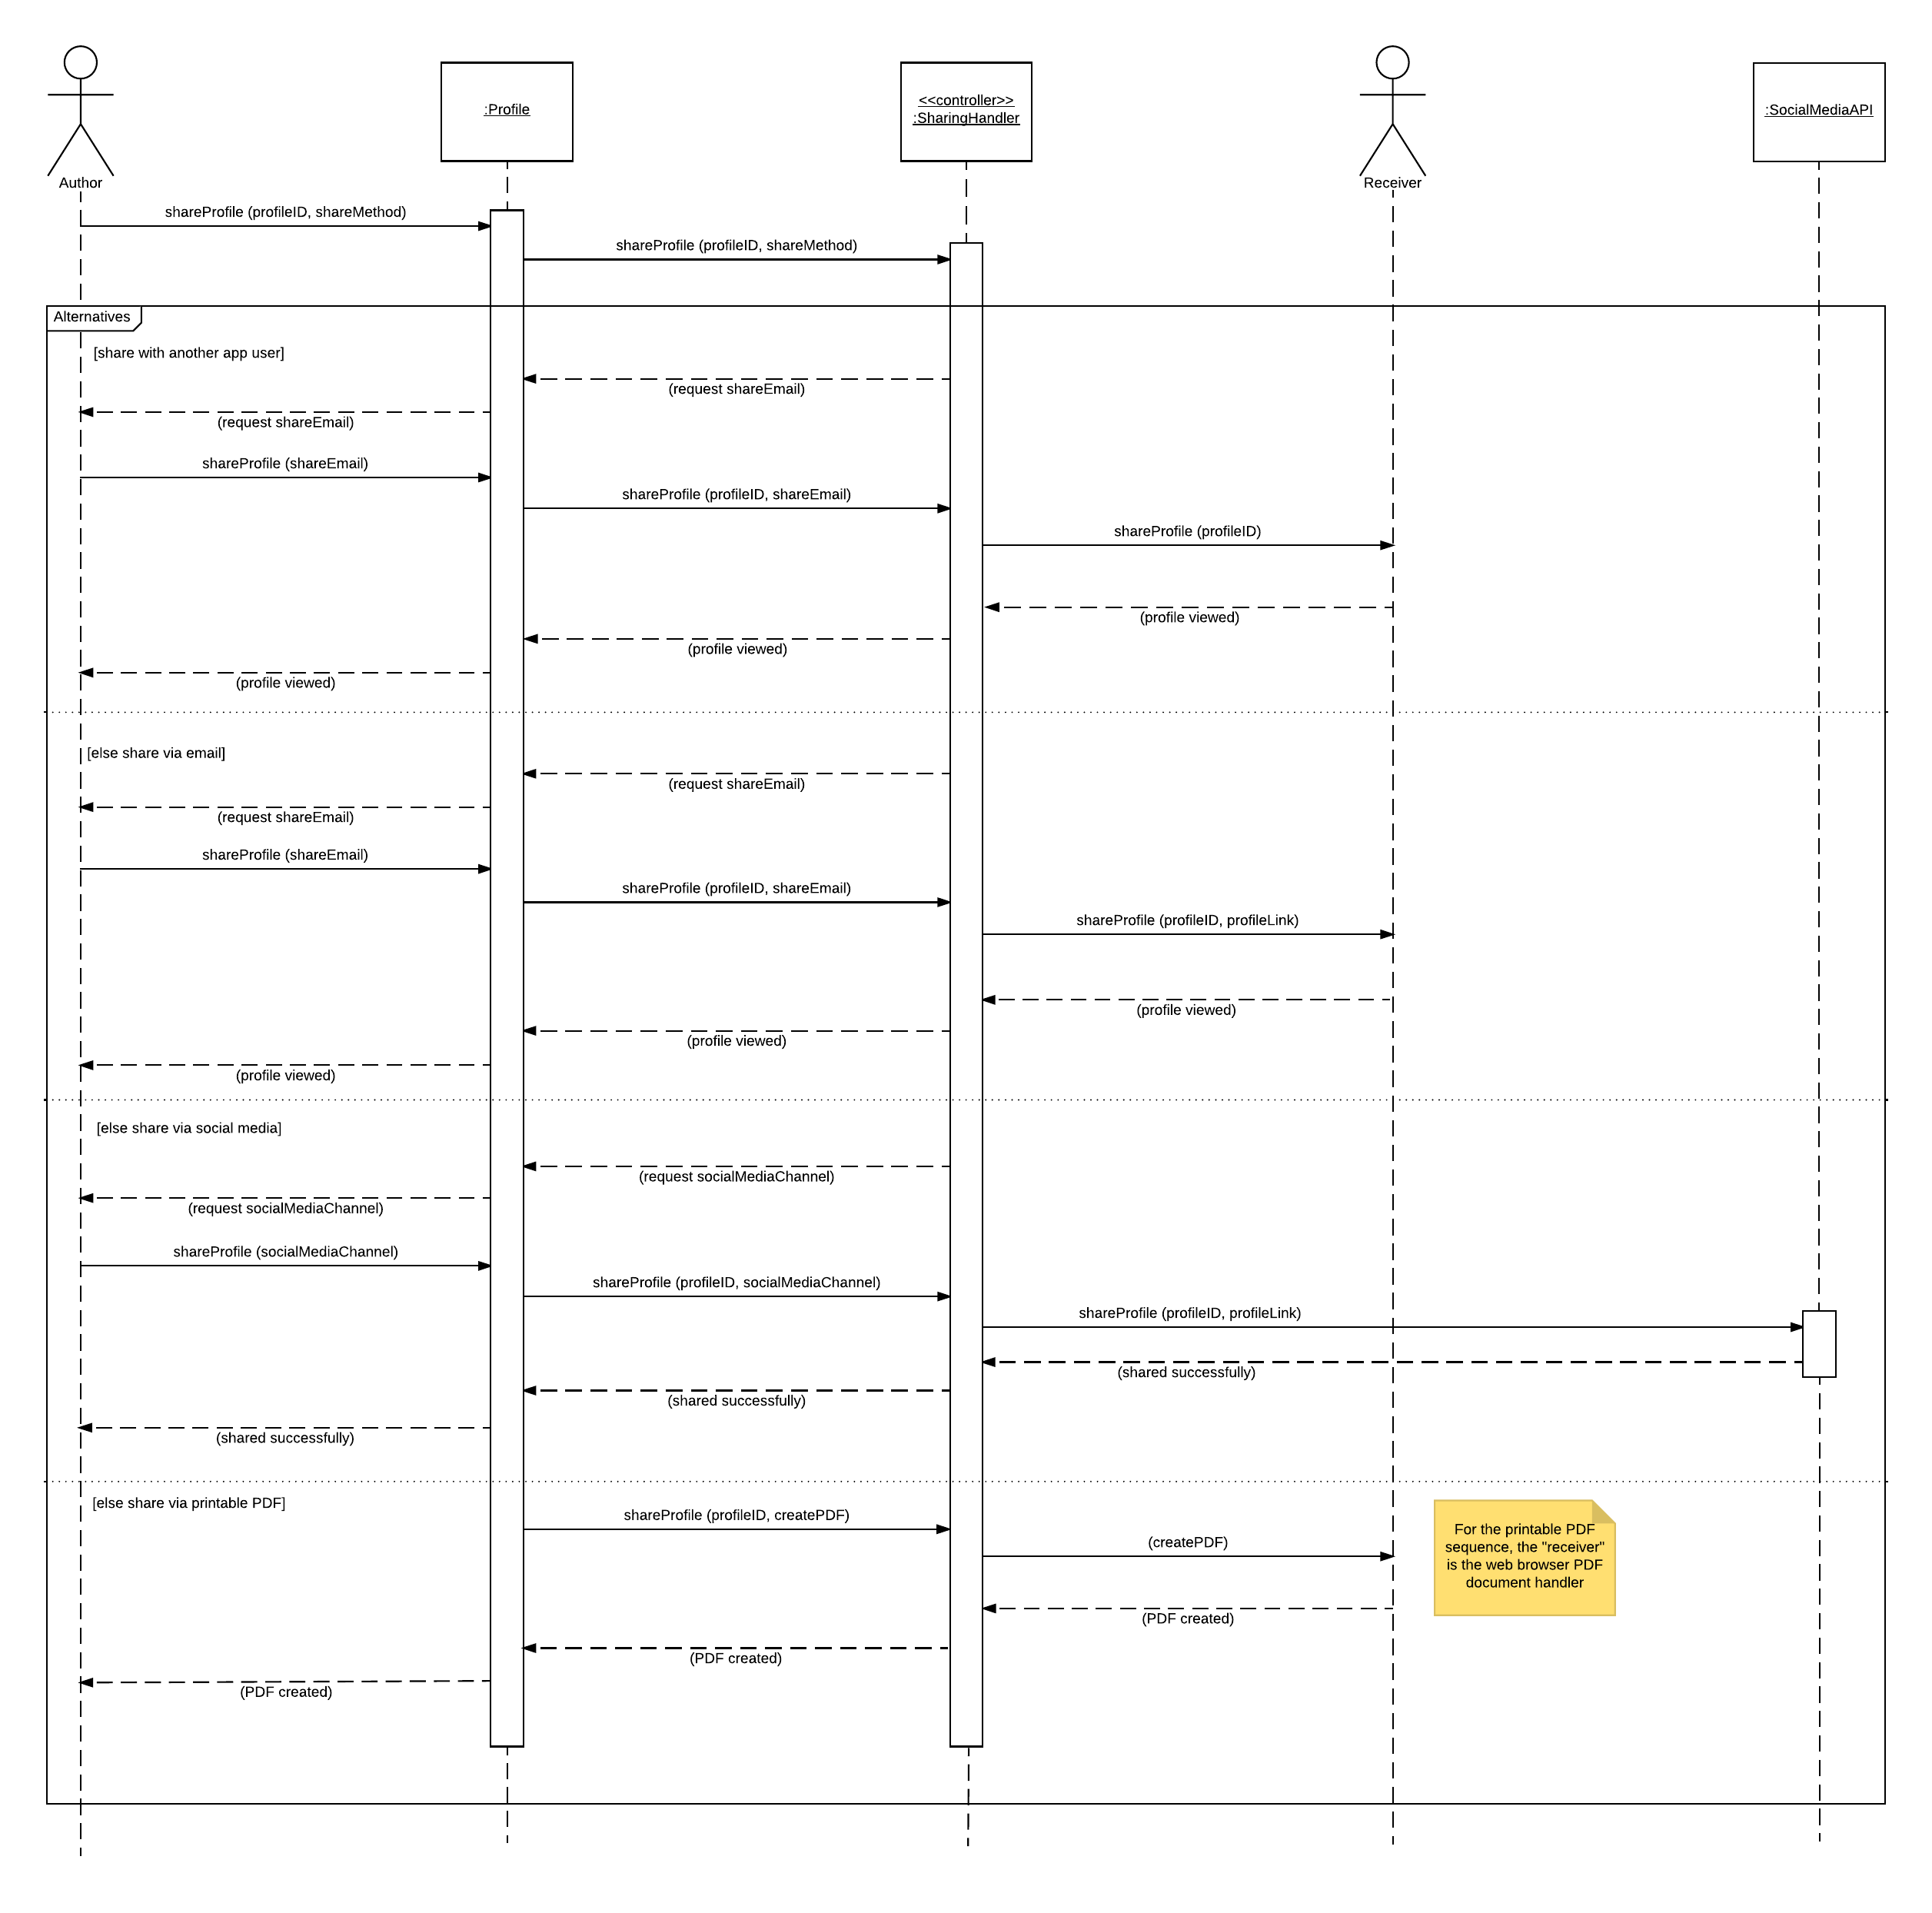 Author
:Profile
<<controller>>
:SharingHandler
Receiver
:SocialMediaAPI
shareProfile (profileID, shareMethod)
shareProfile (profileID, shareMethod)
Alternatives
[share with another app user]
(request shareEmail)
(request shareEmail)
shareProfile (shareEmail)
shareProfile (profileID, shareEmail)
shareProfile (profileID)
(profile viewed)
(profile viewed)
(profile viewed)
[else share via email]
(request shareEmail)
(request shareEmail)
shareProfile (shareEmail)
shareProfile (profileID, shareEmail)
shareProfile (profileID, profileLink)
(profile viewed)
(profile viewed)
(profile viewed)
[else share via social media]
(request socialMediaChannel)
(request socialMediaChannel)
shareProfile (socialMediaChannel)
shareProfile (profileID, socialMediaChannel)
shareProfile (profileID, profileLink)
(shared successfully)
(shared successfully)
(shared successfully)
[else share via printable PDF]
shareProfile (profileID, createPDF)
(createPDF)
For the printable PDF
sequence, the "receiver"
is the web browser PDF
document handler
(PDF created)
(PDF created)
(PDF created)